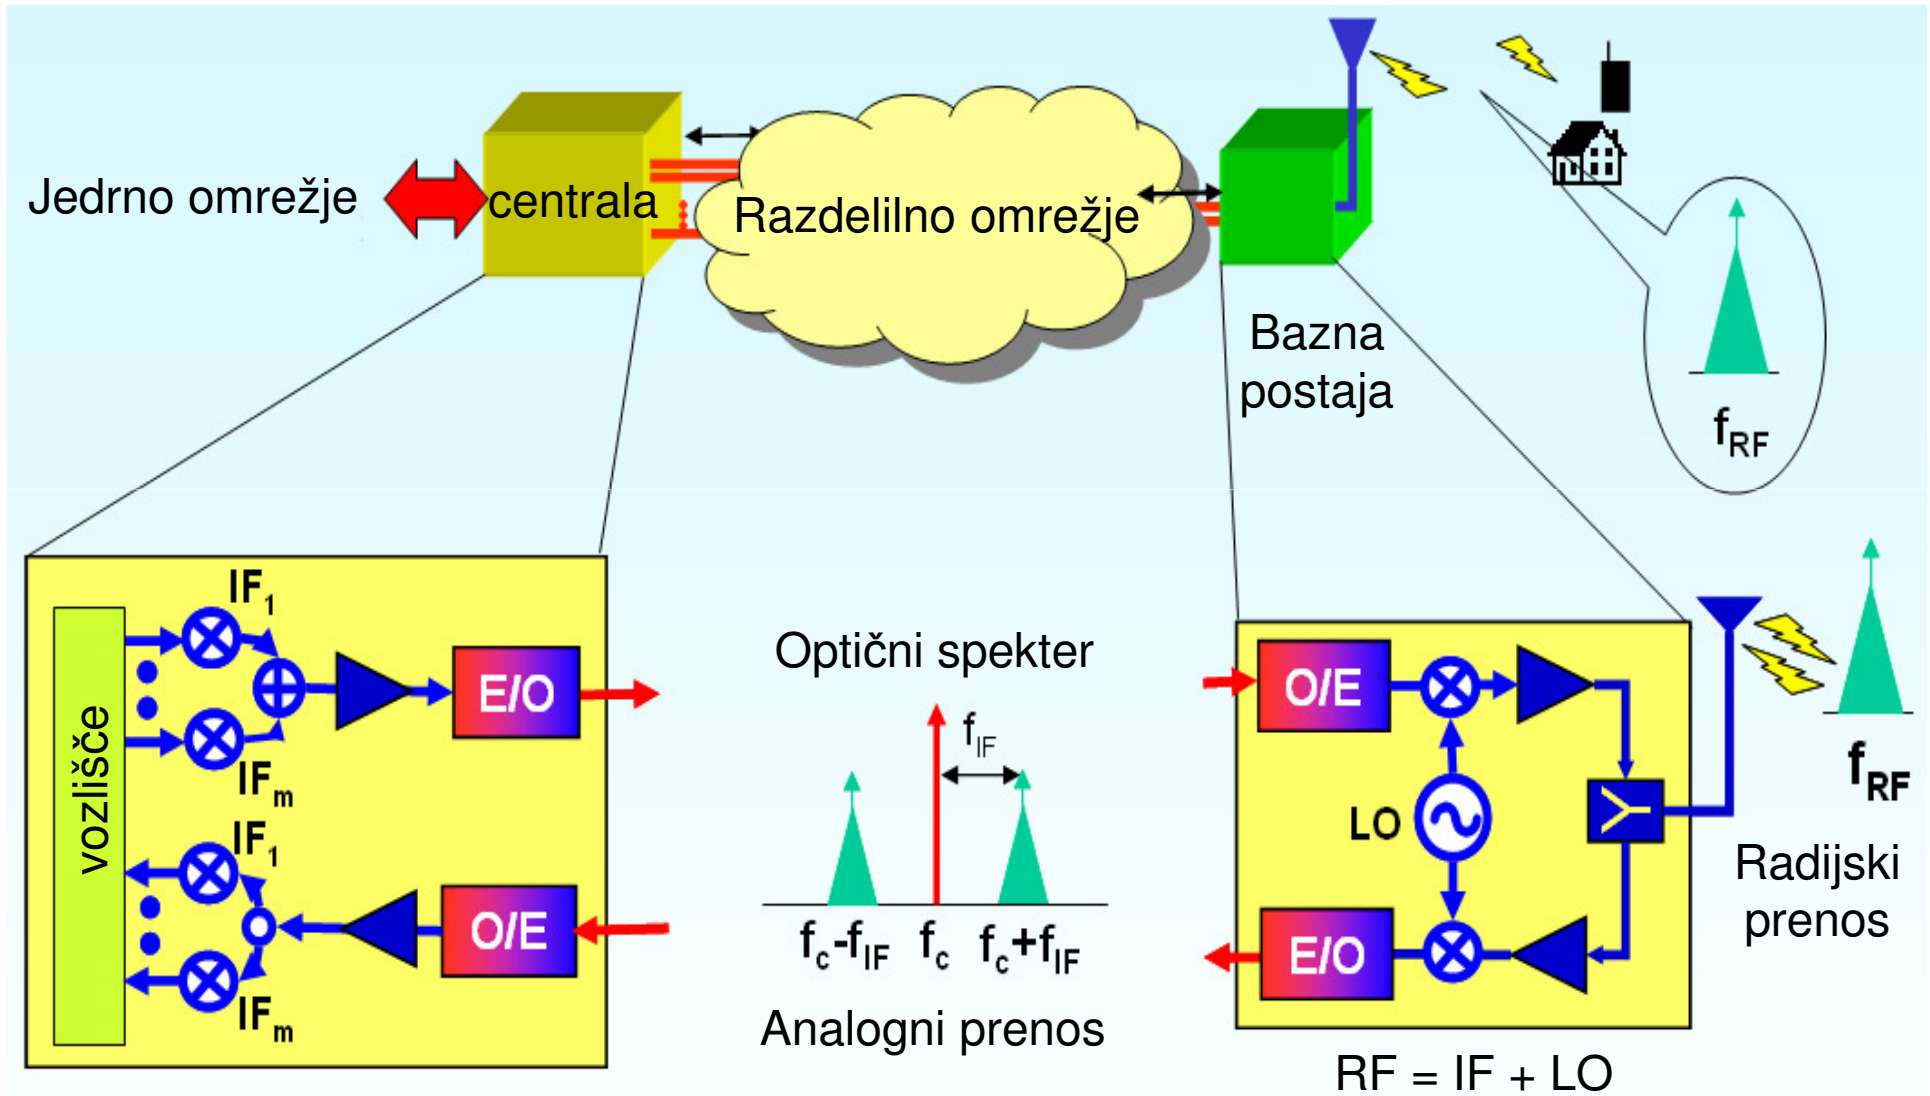 Jedrno omrežje
centrala
Razdelilno omrežje
Bazna
postaja
fRF
vozlišče
IF1
IFm
E/O
IF1
IFm
O/E
Optični spekter
fIF
fc-fIF fc fc+fIF
Analogni prenos
O/E
LO
E/O
RF = IF + LO
fRF
Radijski
prenos